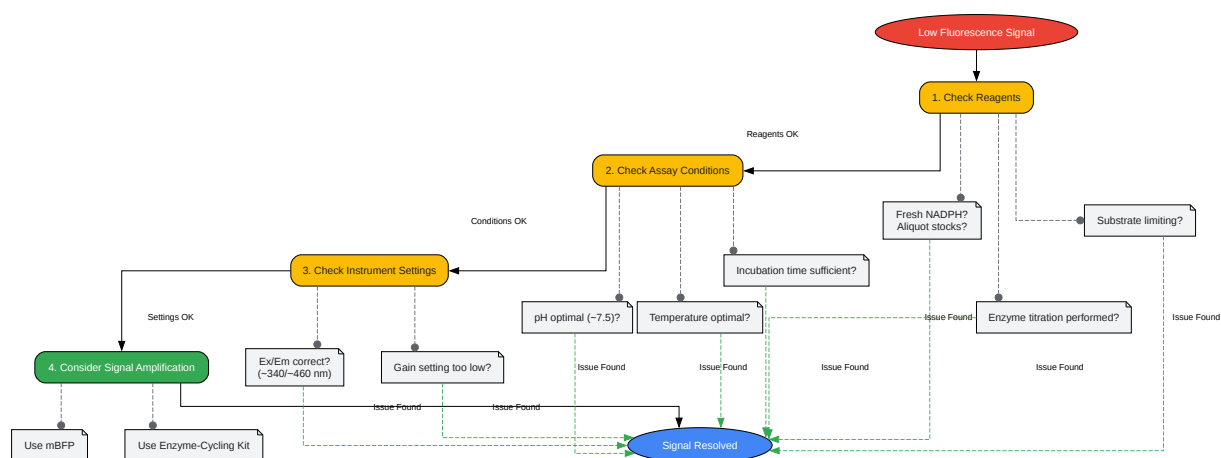 Low Fluorescence Signal
1. Check Reagents
Reagents OK
2. Check Assay Conditions
Fresh NADPH?
Aliquot stocks?
Substrate limiting?
Conditions OK
3. Check Instrument Settings
Incubation time sufficient?
Settings OK
pH optimal (~7.5)?
Temperature optimal?
Issue Found
Enzyme titration performed?
Issue Found
4. Consider Signal Amplification
Ex/Em correct?
(~340/~460 nm)
Gain setting too low?
Issue Found
Issue Found
Issue Found
Issue Found
Issue Found
Issue Found
Use mBFP
Use Enzyme-Cycling Kit
Signal Resolved